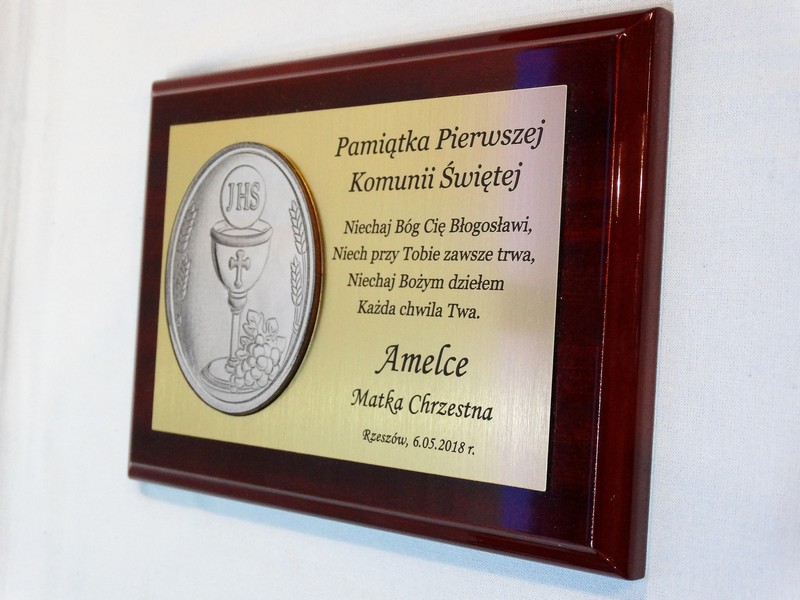 JHS
Pamiątka Pierwszej
Komunii Świętej
Niechaj Bóg Cię Błogosławi,
Niech przy Tobie zawsze trwa,
Niechaj Bożym dziełem
Każda chwila Twa.
Amelce
Matka Chrzestna
Rzeszów, 6.05.2018 r.